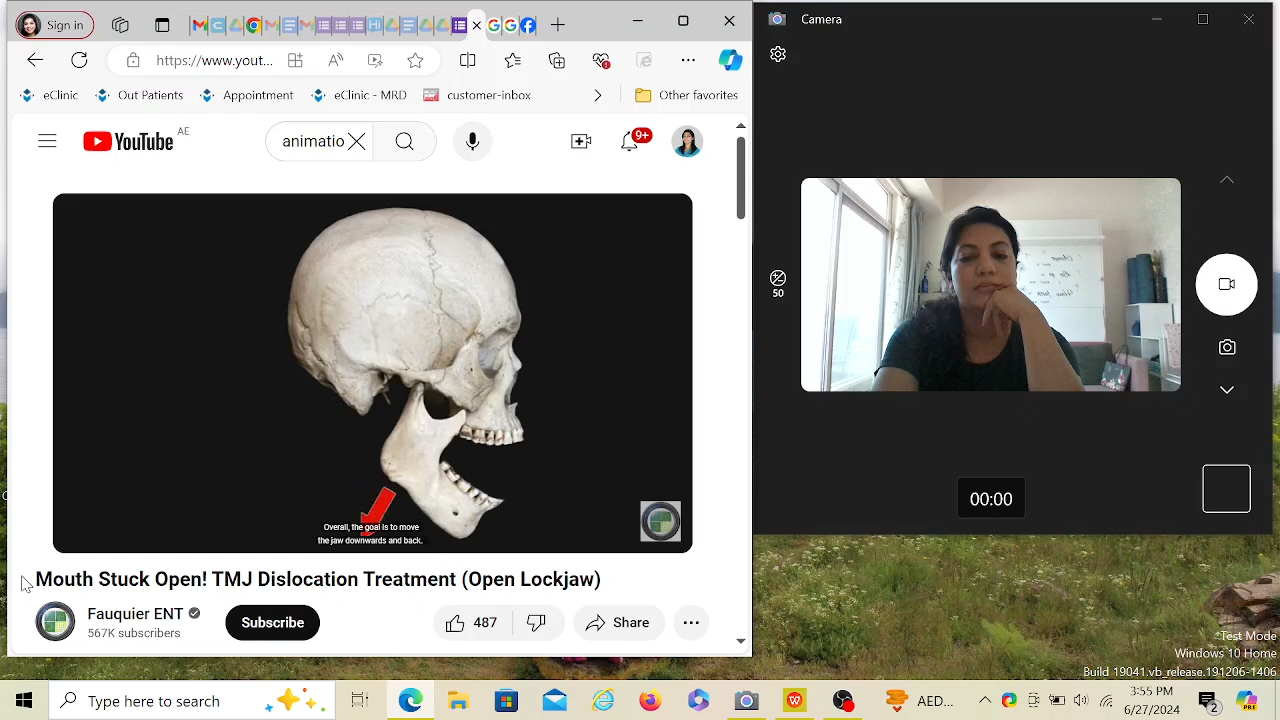 Sign i
Camera
https://www.yout...
eClinic
Out Patients
Appointment
eClinic - MRD
customer-inbox
Other favorites
YouTube
AE
animatio
9+
50
Overall, the goal is to move
the jaw downwards and back.
00:00
Mouth Stuck Open! TMJ Dislocation Treatment (Open Lockjaw)
Fauquier ENT
567K subscribers
Subscribe
487
Share
Test Mode
Windows 10 Home
Build 19041.vb_release.191206-1406
Type here to search
AED...
3:55 PM
6/27/2024
2
PRE